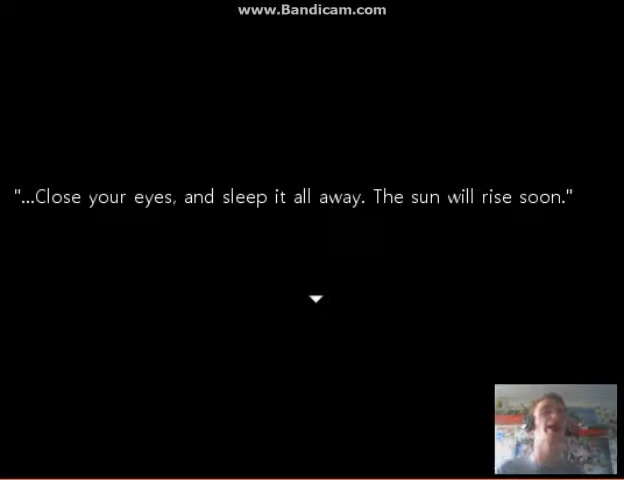 www.Bandicam.com
"...Close your eyes, and sleep it all away. The sun will rise soon."